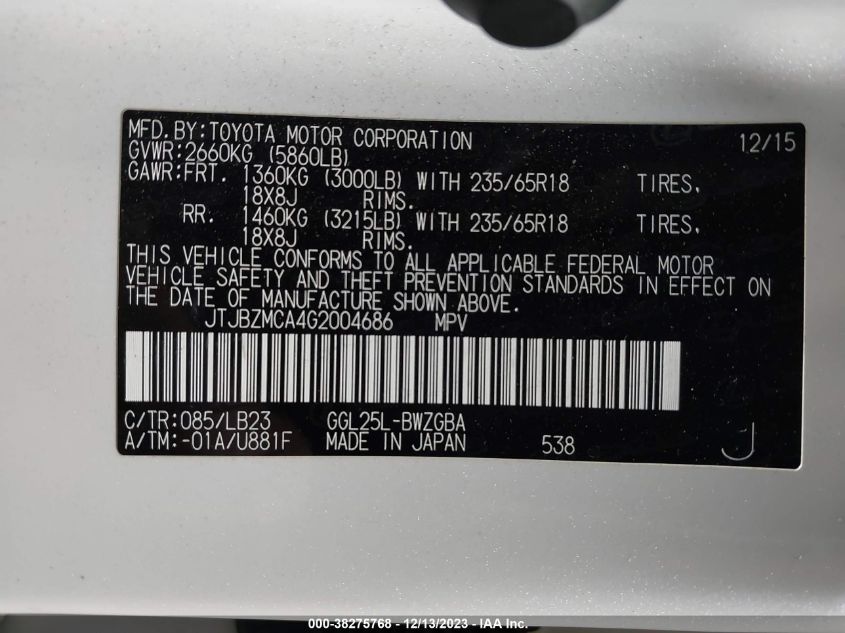 MFD.BY:TOYOTA MOTOR CORPORATION 12/15
GVWR:2660KG (5860LB)
GAWR:FRT. 1360KG (3000LB) WITH 235/65R18 TIRES,
18X8J RIMS.
RR. 1460KG (3215LB) WITH 235/65R18 TIRES,
18X8J RIMS.
THIS VEHICLE CONFORMS TO ALL APPLICABLE FEDERAL MOTOR
VEHICLE SAFETY AND THEFT PREVENTION STANDARDS IN EFFECT ON
THE DATE OF MANUFACTURE SHOWN ABOVE.
JTJBZMCA4G2004686 MPV
C/TR:085/LB23 GGL25L-BWZGBA
A/TM:-01A/U881F MADE IN JAPAN 538 J
000-38275768 - 12/13/2023 - IAA Inc.